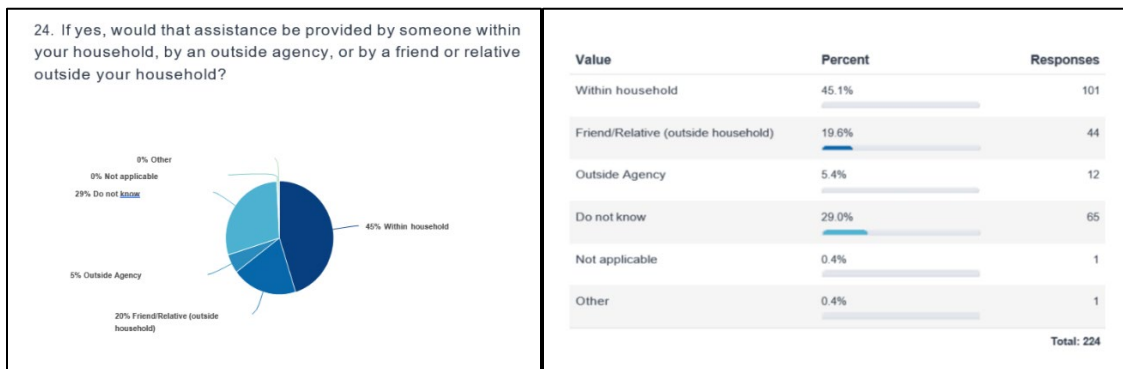 24. If yes, would that assistance be provided by someone within
your household, by an outside agency, or by a friend or relative
outside your household?
0% Other
0% Not applicable
29% Do not know
45% Within household
5% Outside Agency
20% Friend/Relative (outside
household)
Value Percent Responses
Within household 45.1% 101
Friend/Relative (outside household) 19.6% 44
Outside Agency 5.4% 12
Do not know 29.0% 65
Not applicable 0.4% 1
Other 0.4% 1
Total: 224